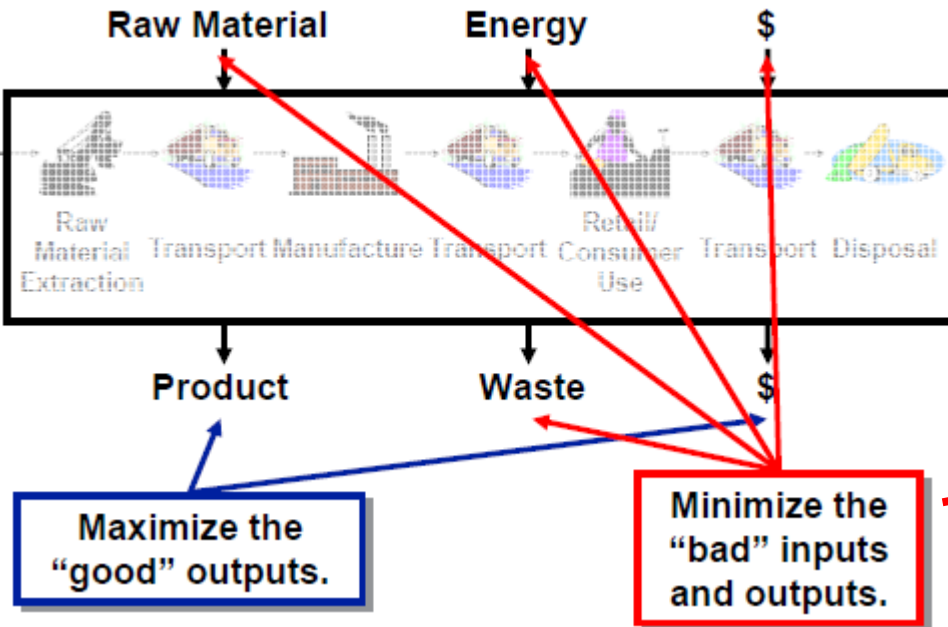 Raw Material Energy $
Raw
Material
Extraction
Transport
Manufacture
Transport
Retail/
Consumer
Use
Transport
Disposal
Product Waste $
Maximize the
“good” outputs.
Minimize the
“bad” inputs
and outputs.